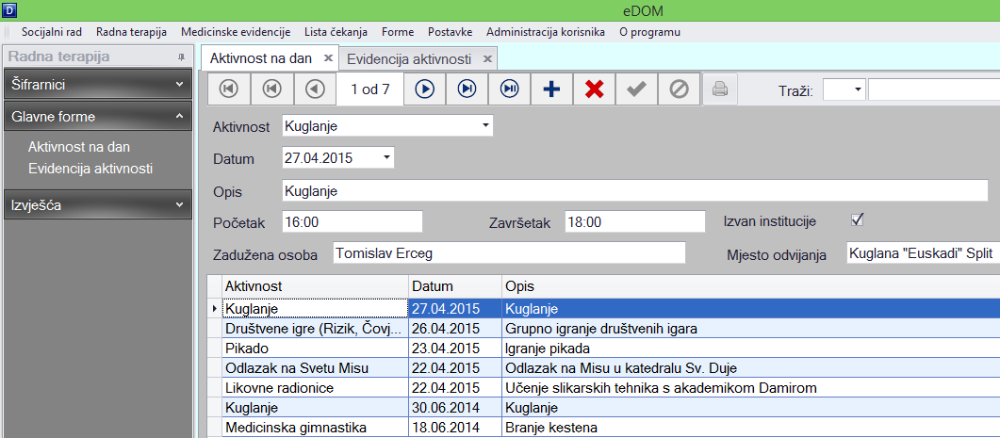 D eDOM
Socijalni rad Radna terapija Medicinske evidencije Lista čekanja Forme Postavke Administracija korisnika O programu
Radna terapija
Šifrarnici
Glavne forme
Aktivnost na dan
Evidencija aktivnosti
Izvješća
Aktivnost na dan Evidencija aktivnosti
1 od 7 Traži:
Aktivnost Kuglanje
Datum 27.04.2015
Opis Kuglanje
Početak 16:00 Završetak 18:00 Izvan institucije
Zadužena osoba Tomislav Erceg Mjesto odvijanja Kuglana "Euskadi" Split
Aktivnost Datum Opis
Kuglanje 27.04.2015 Kuglanje
Društvene igre (Rizik, Čovj... 26.04.2015 Grupno igranje društvenih igara
Pikado 23.04.2015 Igranje pikada
Odlazak na Svetu Misu 22.04.2015 Odlazak na Misu u katedralu Sv. Duje
Likovne radionice 22.04.2015 Učenje slikarskih tehnika s akademikom Damirom
Kuglanje 30.06.2014 Kuglanje
Medicinska gimnastika 18.06.2014 Branje kestena